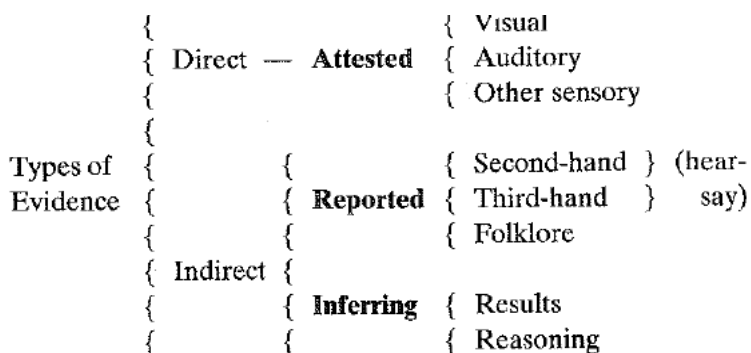 { { Visual
{ Direct — Attested { Auditory
{ { Other sensory
{
Types of { { { Second-hand } (hear-
Evidence { { Reported { Third-hand } say)
{ { { Folklore
{ Indirect {
{ { Inferring { Results
{ { { Reasoning